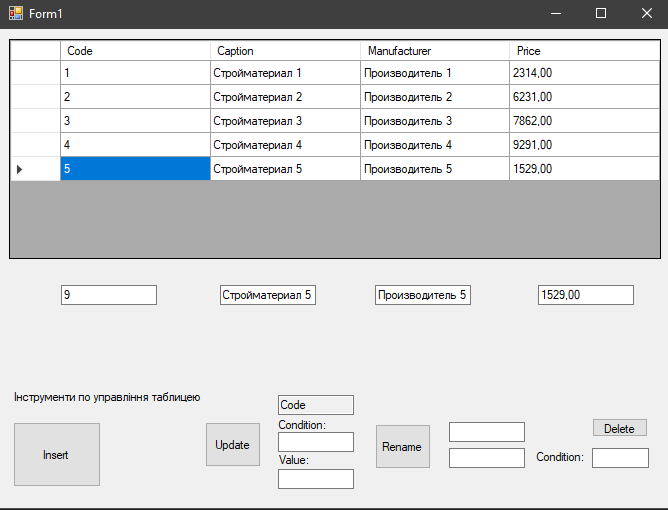 Form1
Code Caption Manufacturer Price
1 Стройматериал 1 Производитель 1 2314,00
2 Стройматериал 2 Производитель 2 6231,00
3 Стройматериал 3 Производитель 3 7862,00
4 Стройматериал 4 Производитель 4 9291,00
5 Стройматериал 5 Производитель 5 1529,00
9 Стройматериал 5 Производитель 5 1529,00
Інструменти по управління таблицею
Insert
Update
Code
Condition:
Value:
Rename
Delete
Condition: